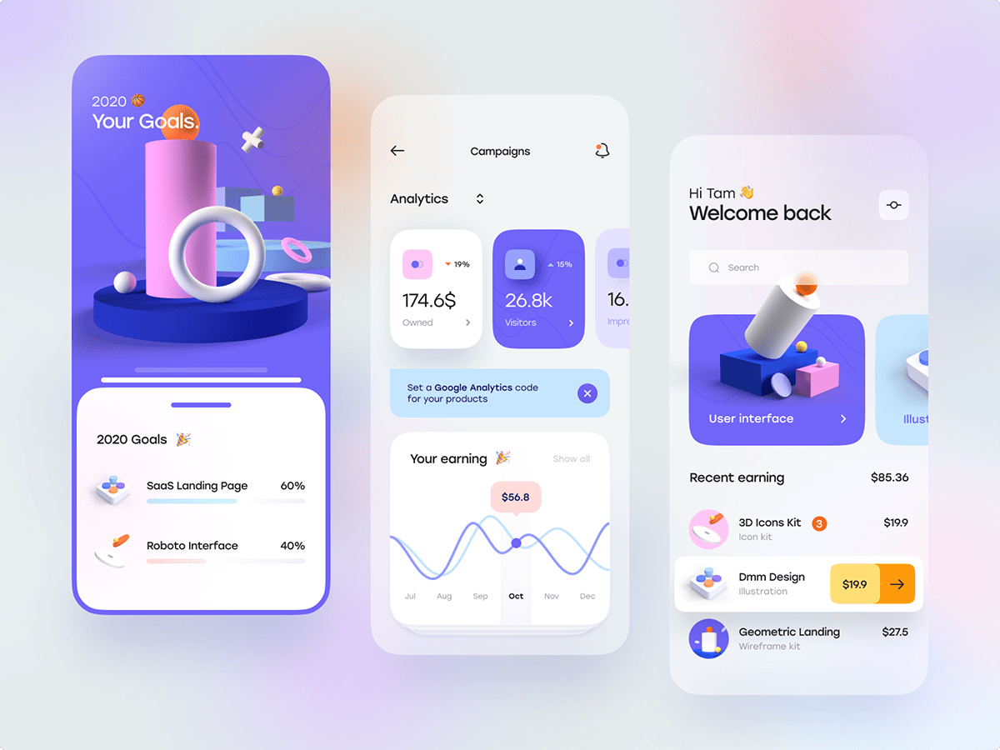 2020 🏀
Your Goals.
2020 Goals 🎉
SaaS Landing Page 60%
Roboto Interface 40%
Campaigns
Analytics
19%
174.6$
Owned
15%
26.8k
Visitors
16.
Impre
Set a Google Analytics code
for your products
Your earning 🎉 Show all
$56.8
Jul Aug Sep Oct Nov Dec
Hi Tam 👋
Welcome back
Search
User interface
Illust
Recent earning $85.36
3D Icons Kit 3 $19.9
Icon kit
Dmm Design $19.9
Illustration
Geometric Landing $27.5
Wireframe kit